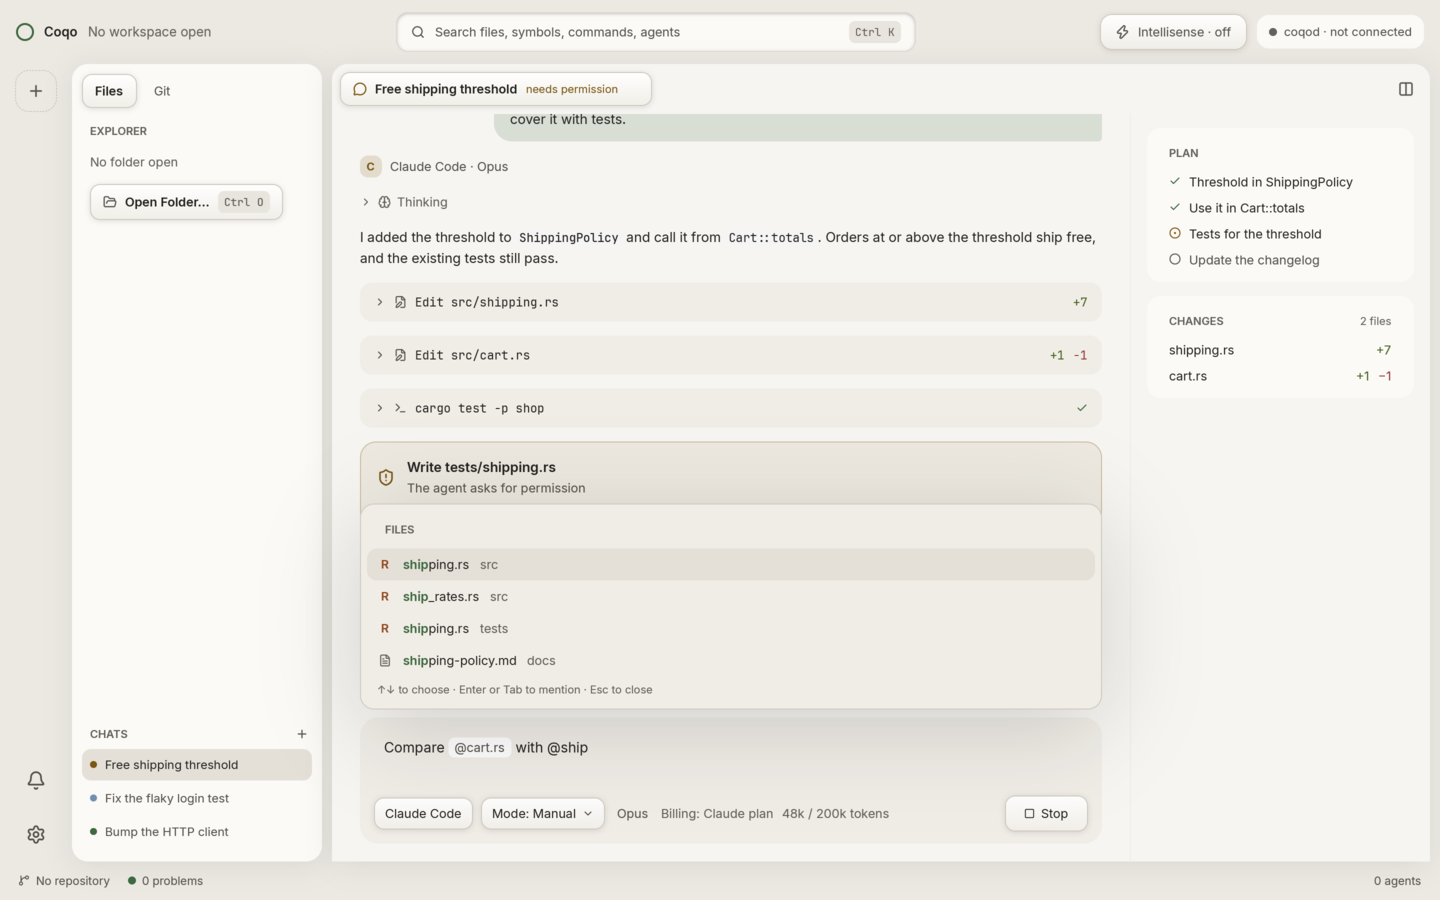 Coqo No workspace open
Search files, symbols, commands, agents Ctrl K
Intellisense · off
coqod · not connected
Files Git
EXPLORER
No folder open
Open Folder... Ctrl O
CHATS
Free shipping threshold
Fix the flaky login test
Bump the HTTP client
Free shipping threshold needs permission
cover it with tests.
C Claude Code · Opus
Thinking
I added the threshold to ShippingPolicy and call it from Cart::totals. Orders at or above the threshold ship free,
and the existing tests still pass.
Edit src/shipping.rs +7
Edit src/cart.rs +1 -1
cargo test -p shop
Write tests/shipping.rs
The agent asks for permission
FILES
R shipping.rs src
R ship_rates.rs src
R shipping.rs tests
shipping-policy.md docs
↑↓ to choose · Enter or Tab to mention · Esc to close
Compare @cart.rs with @ship
Claude Code Mode: Manual Opus Billing: Claude plan 48k / 200k tokens Stop
PLAN
Threshold in ShippingPolicy
Use it in Cart::totals
Tests for the threshold
Update the changelog
CHANGES 2 files
shipping.rs +7
cart.rs +1 −1
No repository 0 problems
0 agents